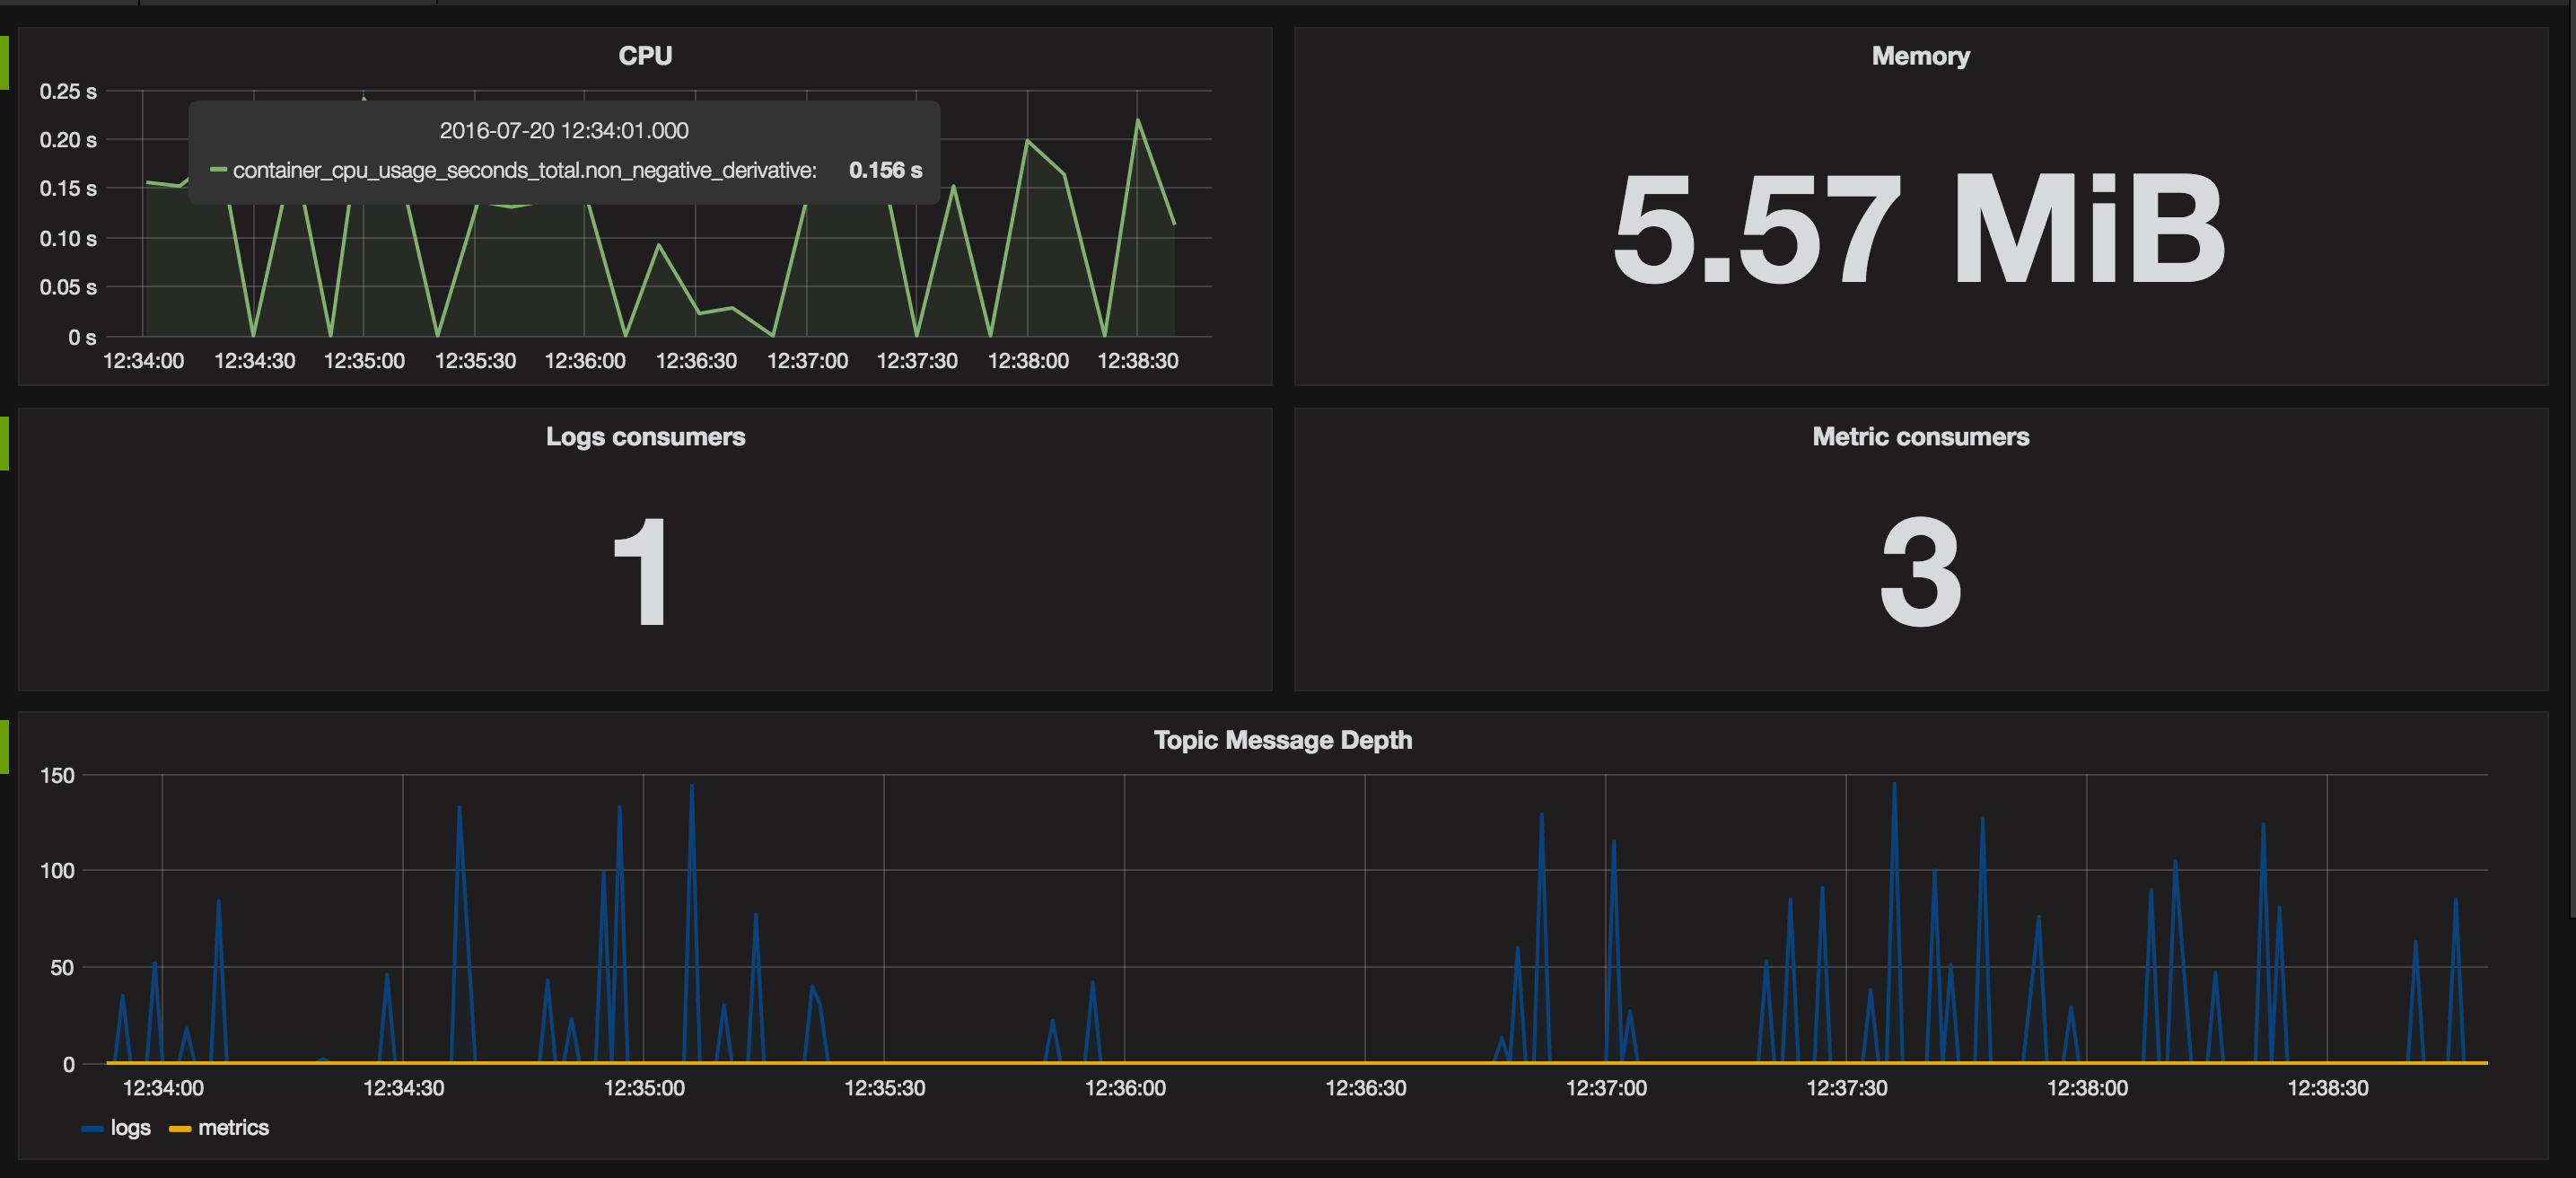 CPU
0.25 s
0.20 s
0.15 s
0.10 s
0.05 s
0 s
2016-07-20 12:34:01.000
container_cpu_usage_seconds_total.non_negative_derivative: 0.156 s
12:34:00 12:34:30 12:35:00 12:35:30 12:36:00 12:36:30 12:37:00 12:37:30 12:38:00 12:38:30
Memory
5.57 MiB
Logs consumers
1
Metric consumers
3
Topic Message Depth
150
100
50
0
12:34:00 12:34:30 12:35:00 12:35:30 12:36:00 12:36:30 12:37:00 12:37:30 12:38:00 12:38:30
logs metrics